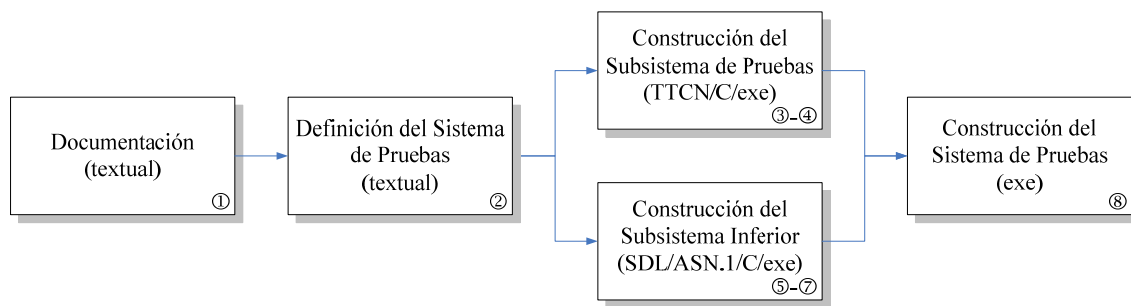 Documentación
(textual)
①
Definición del Sistema
de Pruebas
(textual)
②
Construcción del
Subsistema de Pruebas
(TTCN/C/exe)
③-④
Construcción del
Subsistema Inferior
(SDL/ASN.1/C/exe)
⑤-⑦
Construcción del
Sistema de Pruebas
(exe)
⑧